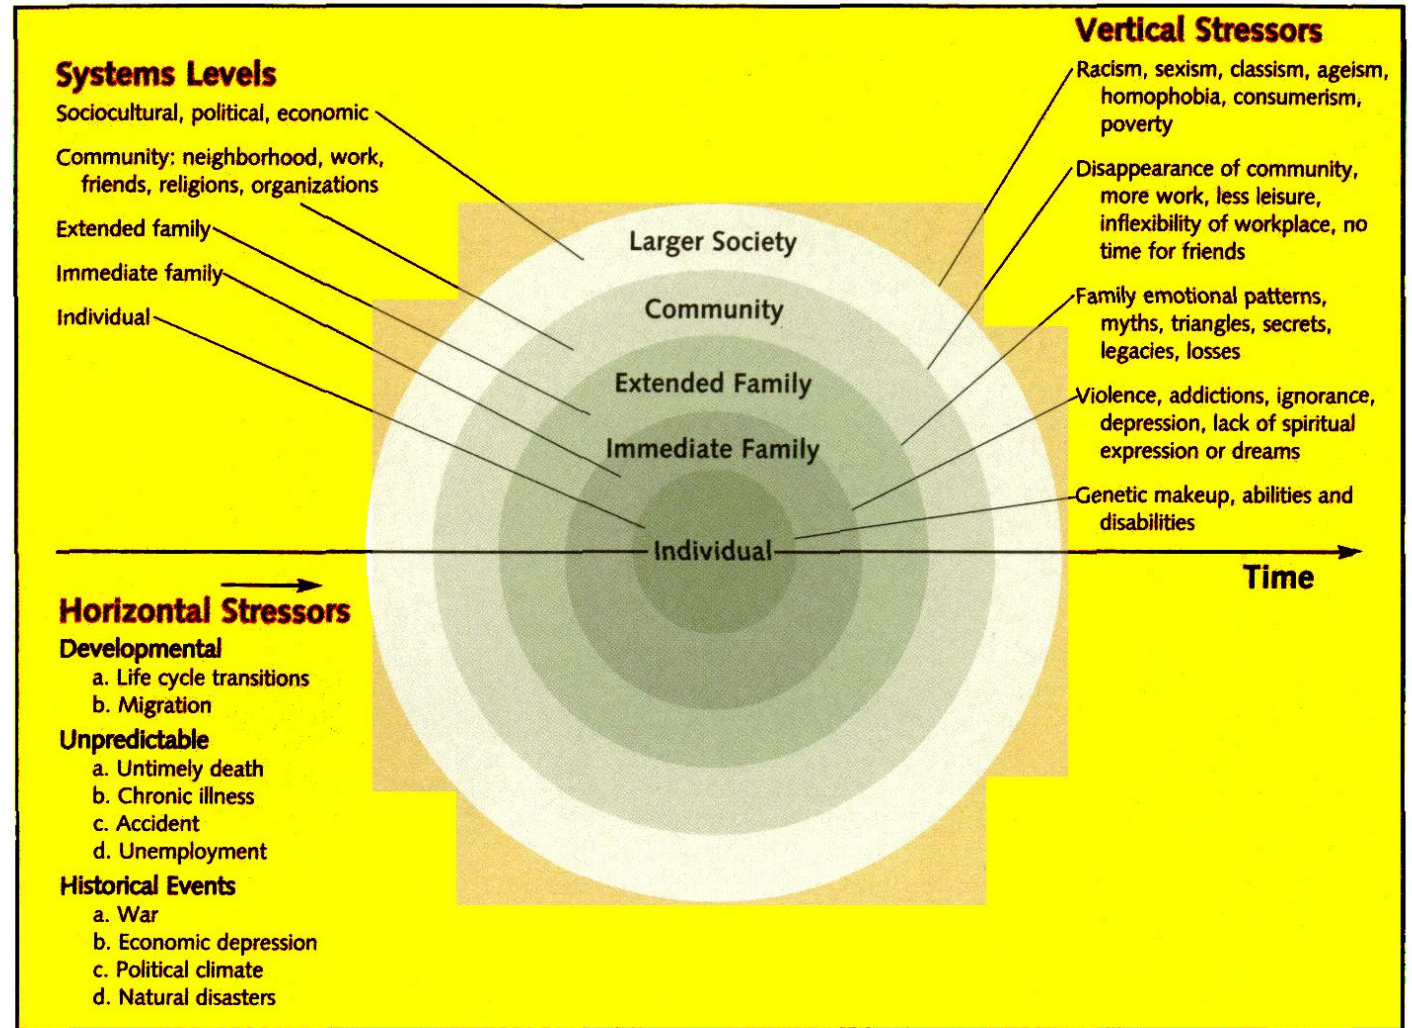 Systems Levels
Sociocultural, political, economic
Community: neighborhood, work,
friends, religions, organizations
Extended family
Immediate family
Individual
Larger Society
Community
Extended Family
Immediate Family
Individual
Vertical Stressors
Racism, sexism, classism, ageism,
homophobia, consumerism,
poverty
Disappearance of community,
more work, less leisure,
inflexibility of workplace, no
time for friends
Family emotional patterns,
myths, triangles, secrets,
legacies, losses
Violence, addictions, ignorance,
depression, lack of spiritual
expression or dreams
Genetic makeup, abilities and
disabilities
Time
Horizontal Stressors
Developmental
a. Life cycle transitions
b. Migration
Unpredictable
a. Untimely death
b. Chronic illness
c. Accident
d. Unemployment
Historical Events
a. War
b. Economic depression
c. Political climate
d. Natural disasters